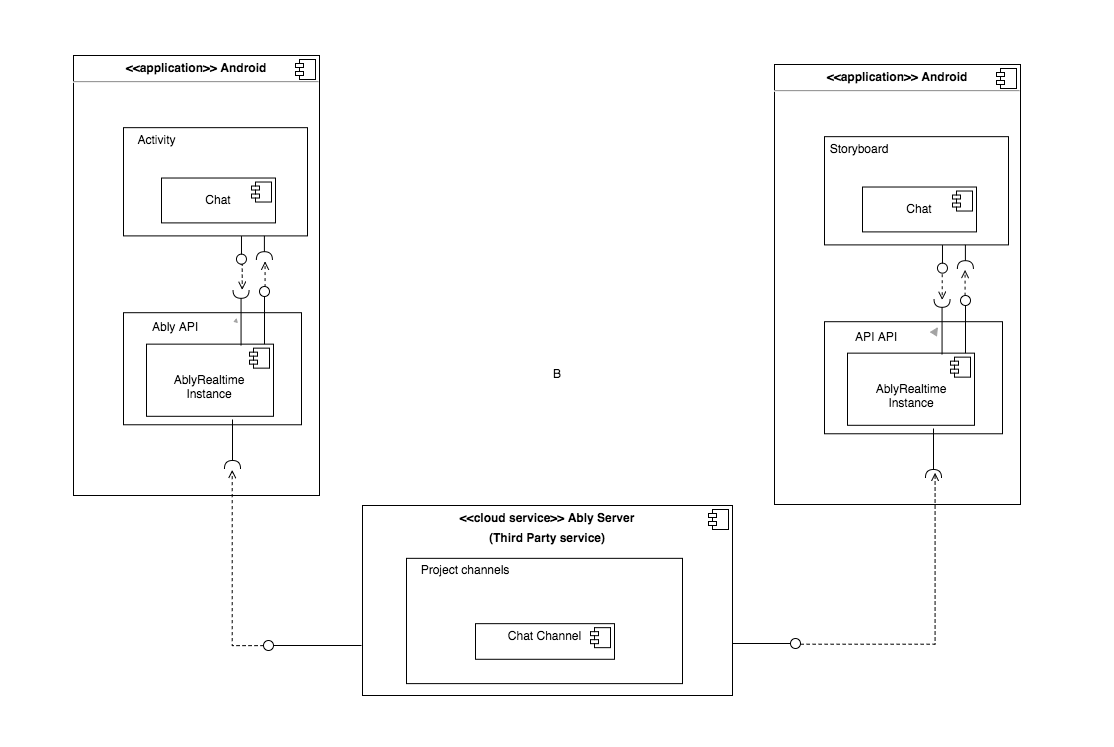 <<application>> Android
Activity
Chat
Ably API
AblyRealtime
Instance
<<application>> Android
Storyboard
Chat
API API
AblyRealtime
Instance
B
<<cloud service>> Ably Server
(Third Party service)
Project channels
Chat Channel